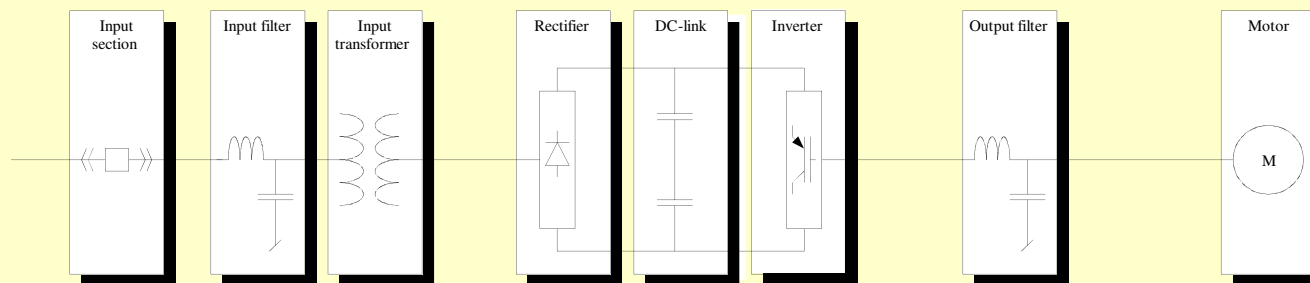 Input
section
Input filter
Input
transformer
Rectifier
DC-link
Inverter
Output filter
Motor
M